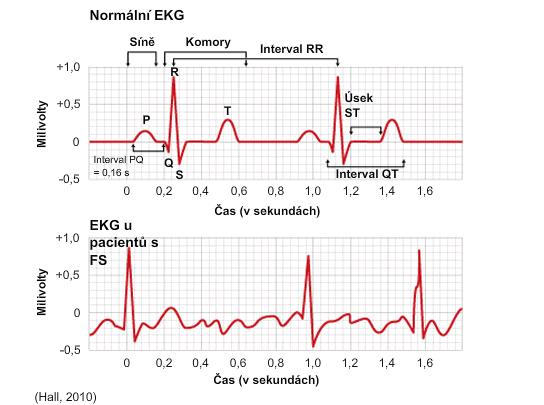 Normální EKG
Síně
Komory
Interval RR
+1,0
+0,5
0
-0,5
Milivolty
R
P
T
Úsek
ST
Interval PQ
= 0,16 s
Q
S
Interval QT
0 0,2 0,4 0,6 0,8 1,0 1,2 1,4 1,6
Čas (v sekundách)
EKG u
pacientů s
FS
+1,0
+0,5
0
-0,5
Milivolty
0 0,2 0,4 0,6 0,8 1,0 1,2 1,4 1,6
Čas (v sekundách)
(Hall, 2010)